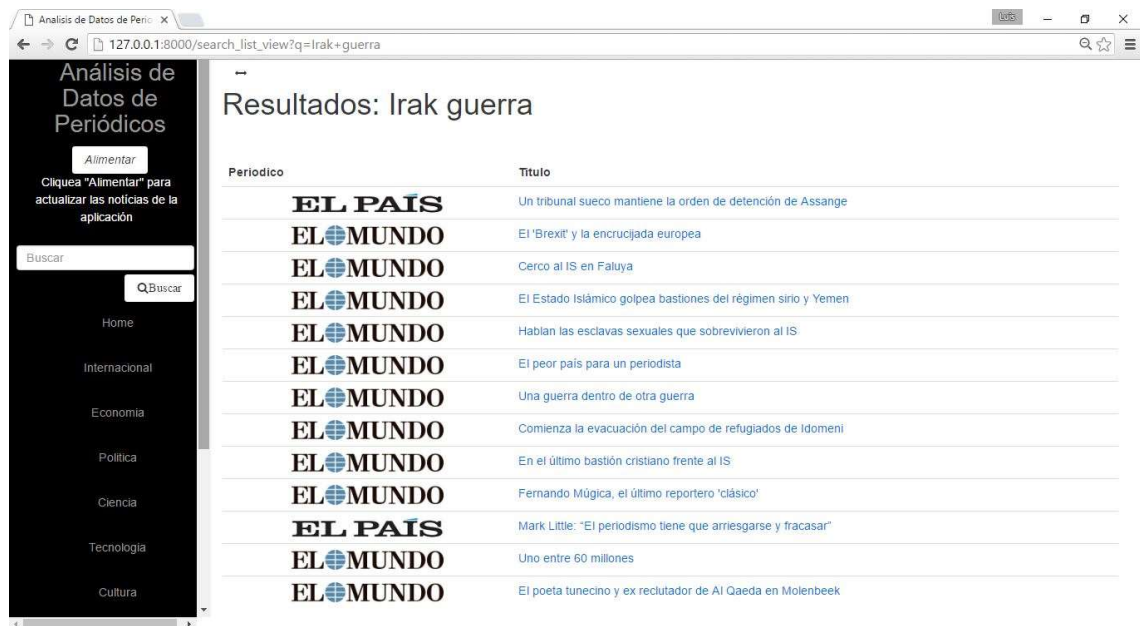 Analisis de Datos de Perio
Luis
127.0.0.1:8000/search_list_view?q=Irak+guerra
Análisis de
Datos de
Periódicos
Alimentar
Cliquea "Alimentar" para
actualizar las notícias de la
aplicación
Buscar
Buscar
Home
Internacional
Economia
Politica
Ciencia
Tecnologia
Cultura
Resultados: Irak guerra
Periodico Titulo
EL PAÍS Un tribunal sueco mantiene la orden de detención de Assange
EL MUNDO El 'Brexit' y la encrucijada europea
EL MUNDO Cerco al IS en Faluya
EL MUNDO El Estado Islámico golpea bastiones del régimen sirio y Yemen
EL MUNDO Hablan las esclavas sexuales que sobrevivieron al IS
EL MUNDO El peor país para un periodista
EL MUNDO Una guerra dentro de otra guerra
EL MUNDO Comienza la evacuación del campo de refugiados de Idomeni
EL MUNDO En el último bastión cristiano frente al IS
EL MUNDO Fernando Múgica, el último reportero 'clásico'
EL PAÍS Mark Little: “El periodismo tiene que arriesgarse y fracasar”
EL MUNDO Uno entre 60 millones
EL MUNDO El poeta tunecino y ex reclutador de Al Qaeda en Molenbeek